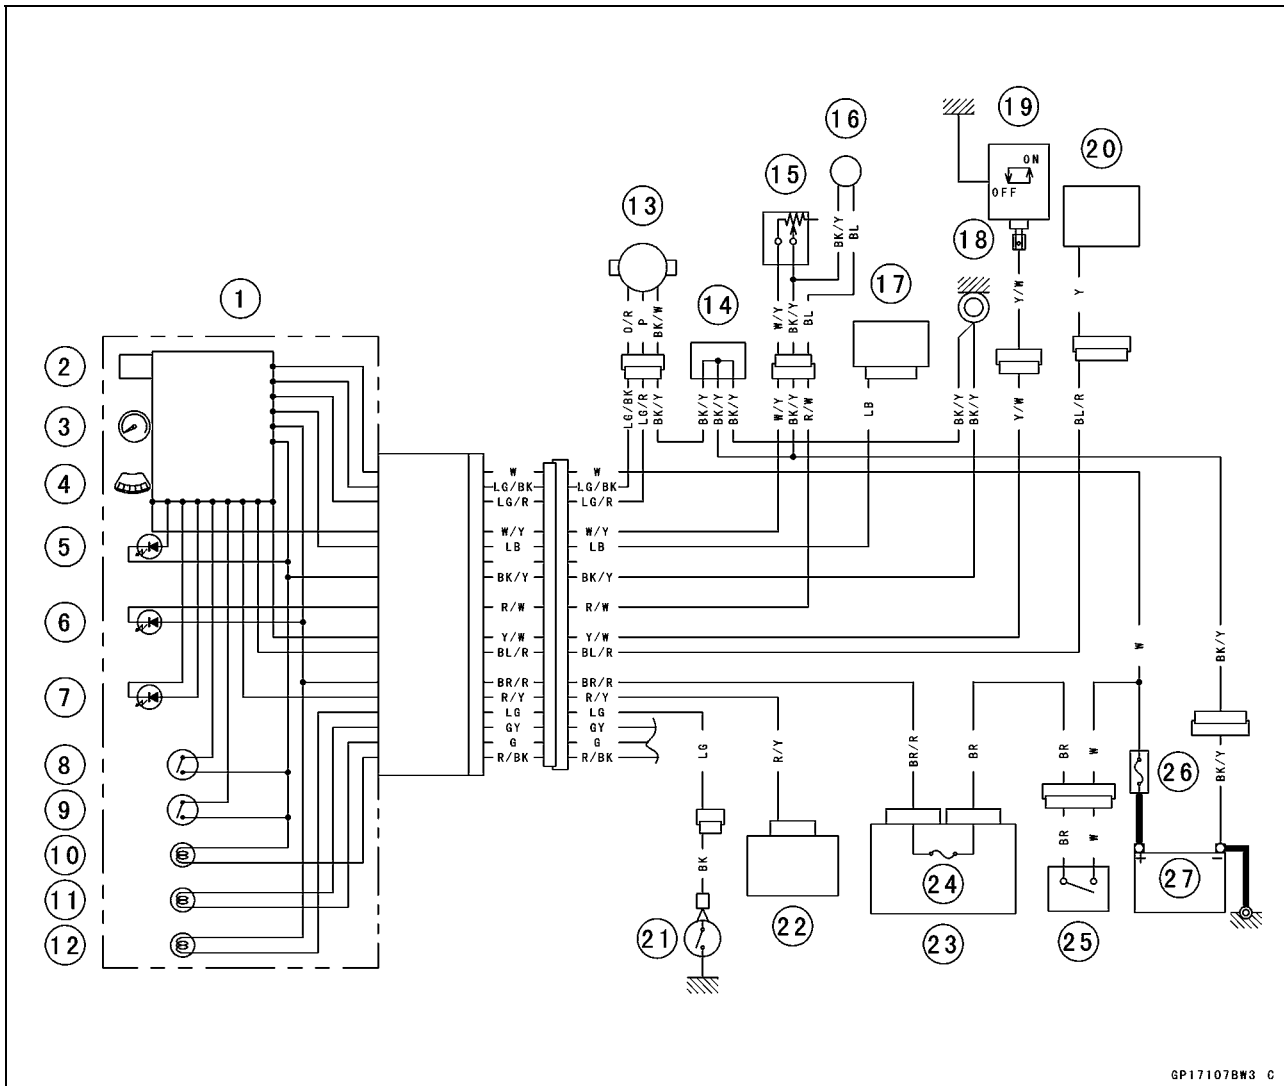 16
19
15
20
ON
OFF
13
18
BK/Y
BL
17
14
1
Y/W
Y
O/R
P
BK/W
W/Y
BK/Y
BL
2
3
4
5
6
7
8
9
10
11
12
LG/BK
LG/R
BK/Y
BK/Y
BK/Y
BK/Y
W/Y
BK/Y
R/W
LB
BK/Y
BK/Y
Y/W
BL/R
W W
LG/BK LG/BK
LG/R LG/R
W/Y W/Y
LB LB
BK/Y BK/Y
R/W R/W
Y/W Y/W
BL/R BL/R
BR/R BR/R
R/Y R/Y
LG LG
GY GY
G G
R/BK R/BK
W
BK/Y
LG
R/Y
BR/R
BR
BR
W
26
BK/Y
BK
BR
W
+
-
24
27
21
22
23
25
GP17107BW3 C